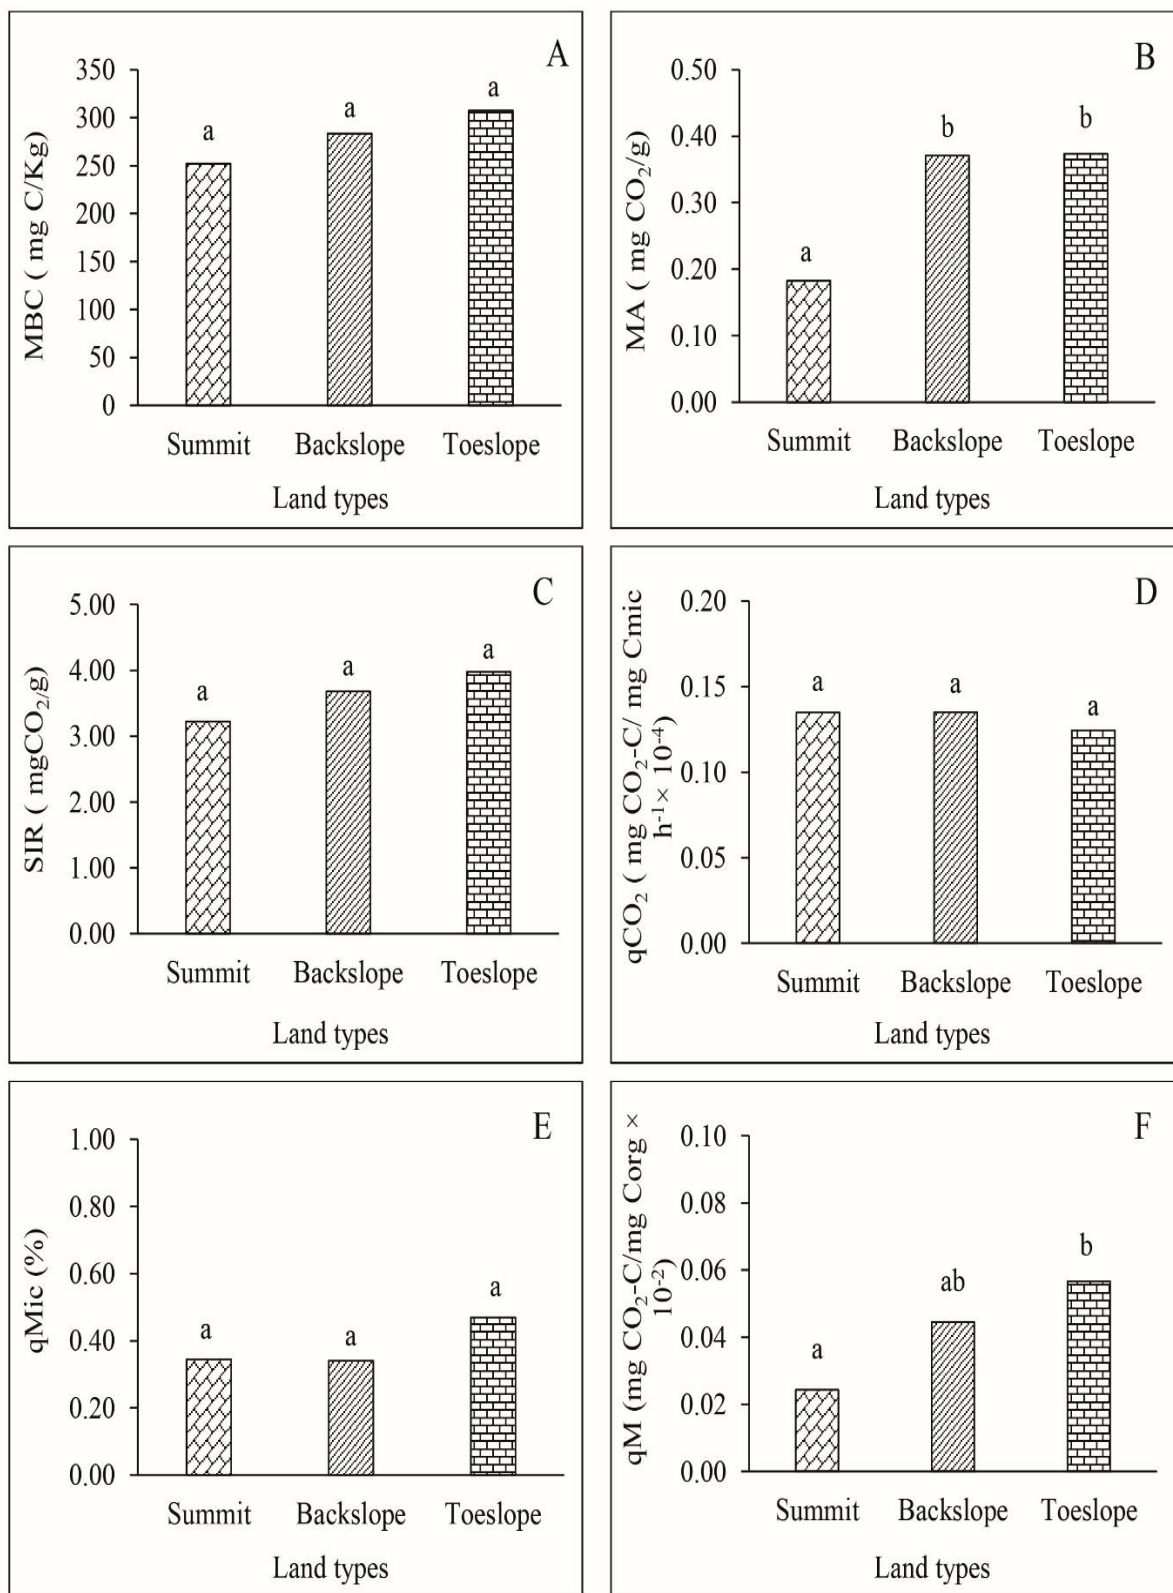 A
MBC ( mg C/Kg)
350
300
250
200
150
100
50
0
a
a
a
Summit Backslope Toeslope
Land types
B
MA ( mg CO₂/g)
0.50
0.40
0.30
0.20
0.10
0.00
a
b
b
Summit Backslope Toeslope
Land types
C
SIR ( mgCO₂/g)
5.00
4.00
3.00
2.00
1.00
0.00
a
a
a
Summit Backslope Toeslope
Land types
D
qCO₂ ( mg CO₂-C/ mg Cmic
h⁻¹× 10⁻⁴)
0.20
0.15
0.10
0.05
0.00
a
a
a
Summit Backslope Toeslope
Land types
E
qMic (%)
1.00
0.80
0.60
0.40
0.20
0.00
a
a
a
Summit Backslope Toeslope
Land types
F
qM (mg CO₂-C/mg Corg ×
10⁻²)
0.10
0.08
0.06
0.04
0.02
0.00
a
ab
b
Summit Backslope Toeslope
Land types